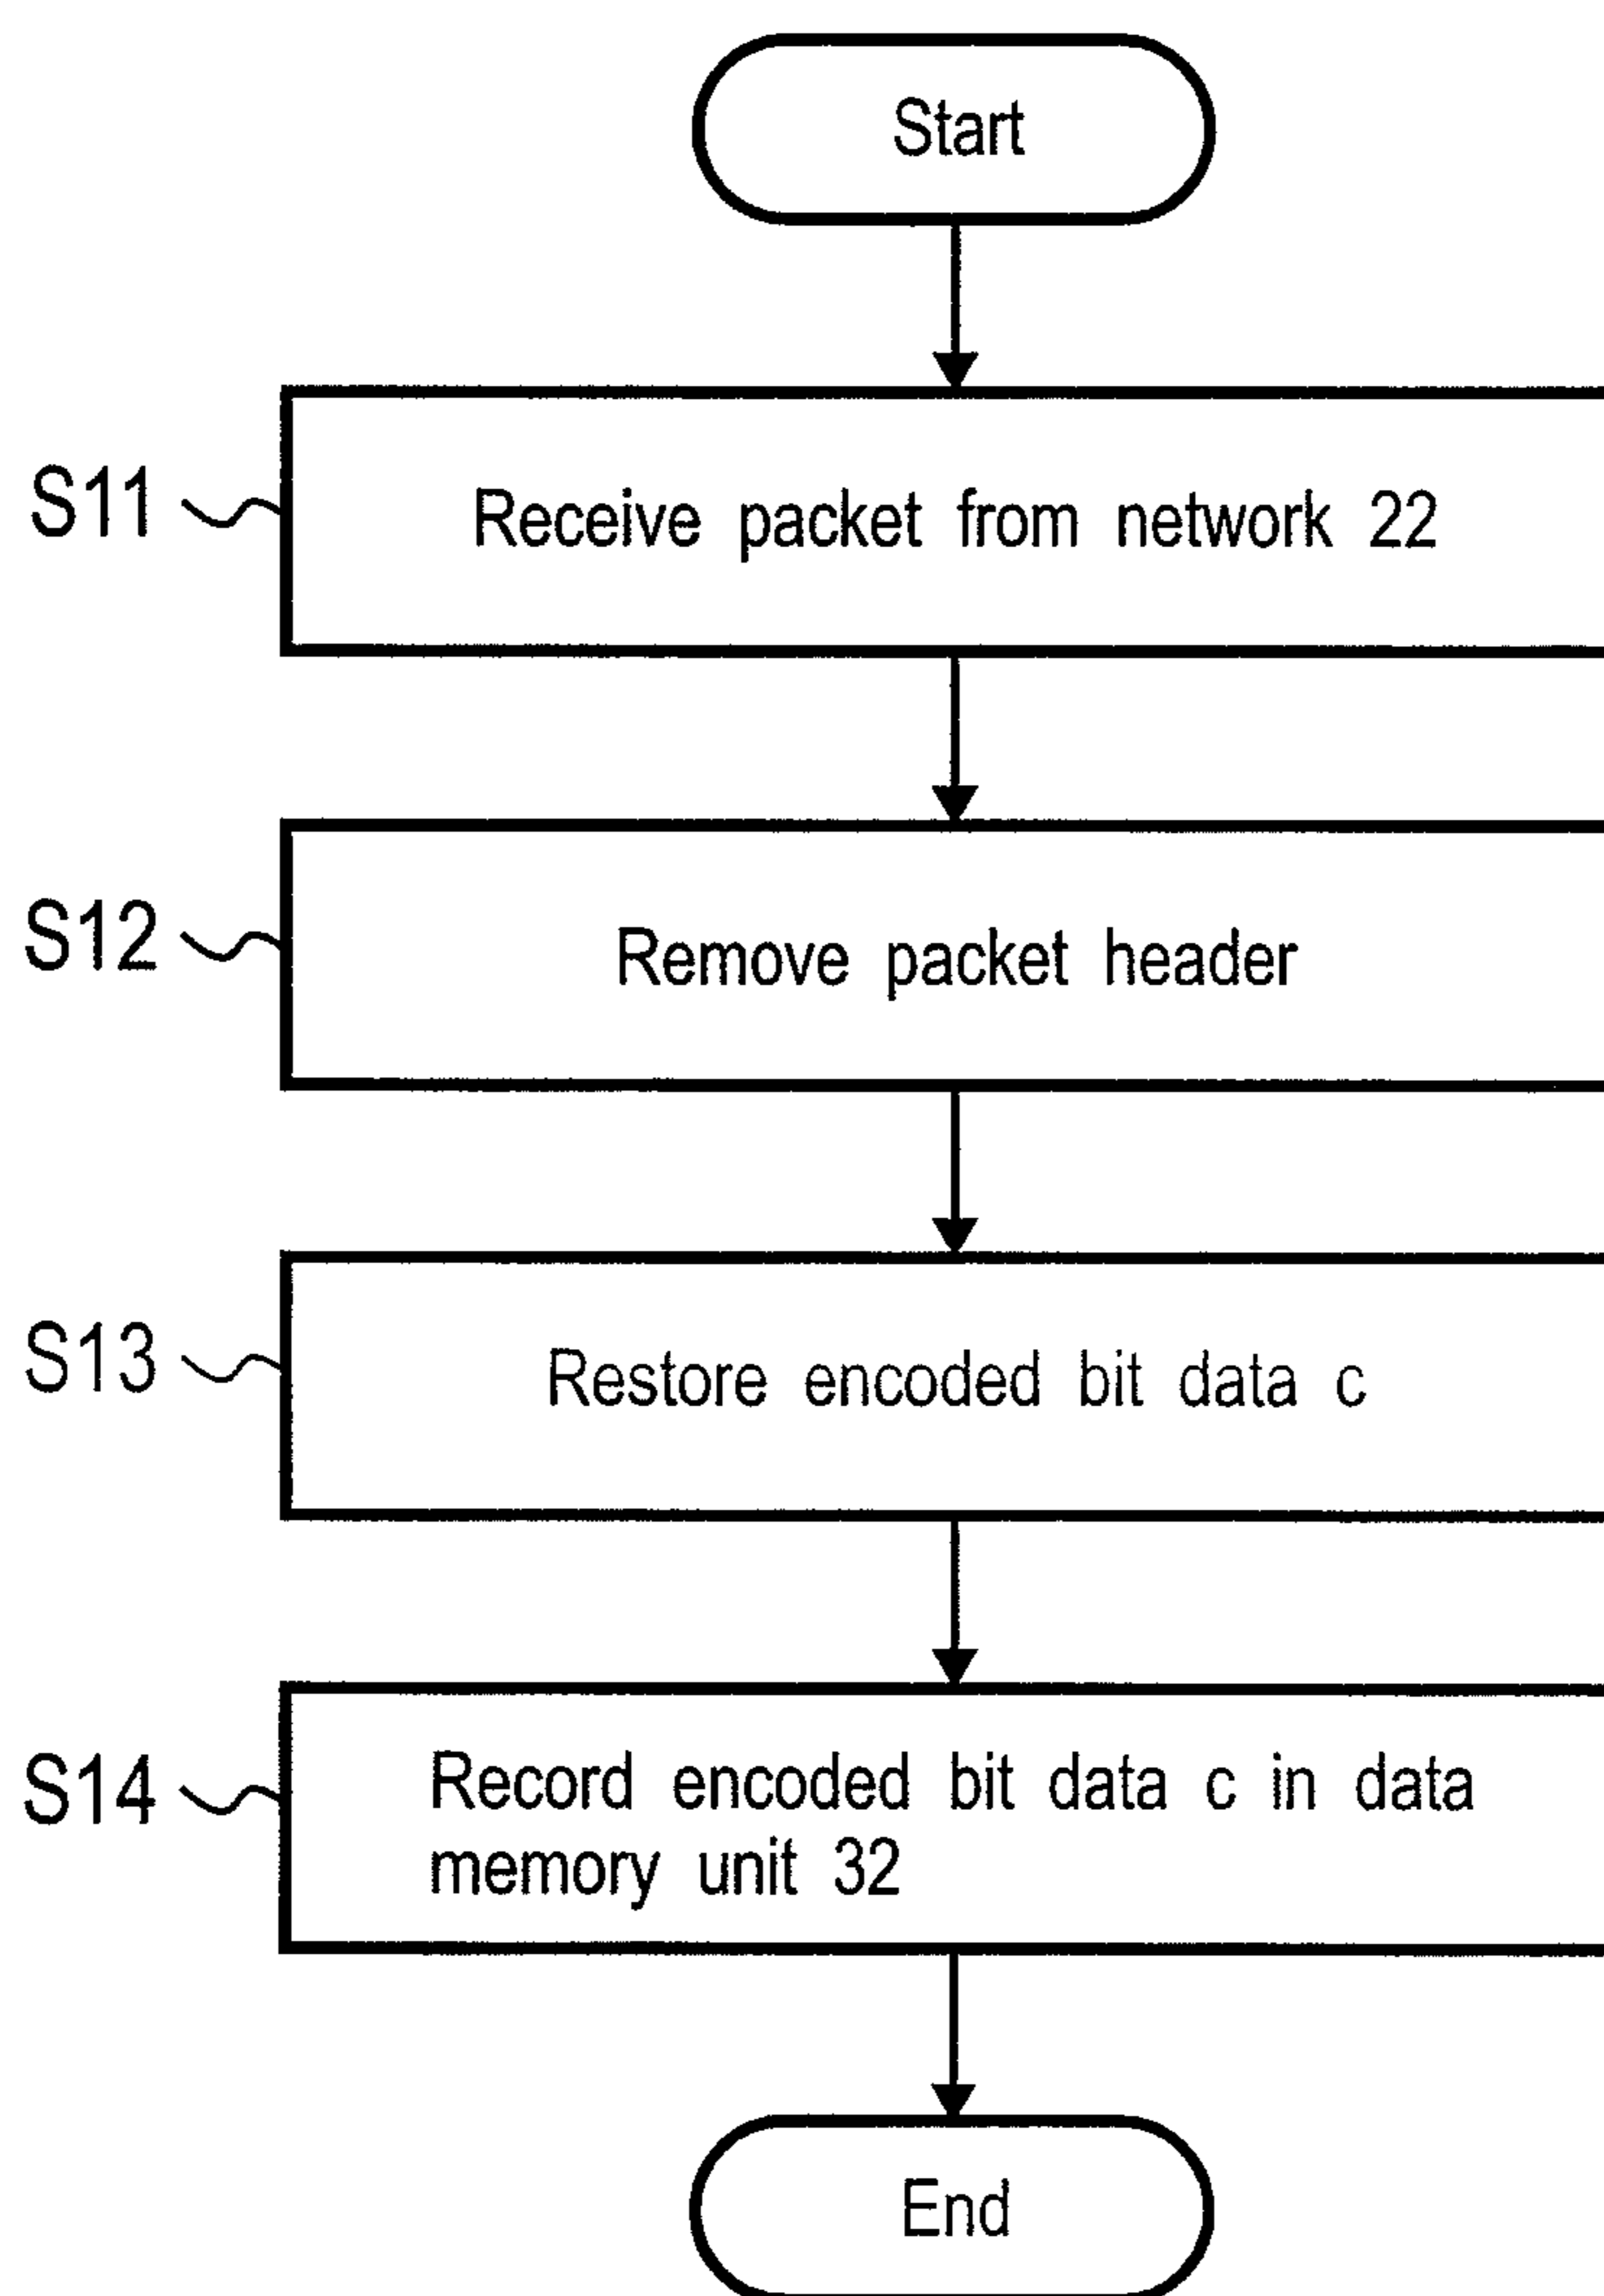 Start
S11
Receive packet from network 22
S12
Remove packet header
S13
Restore encoded bit data c
S14
Record encoded bit data c in data
memory unit 32
End